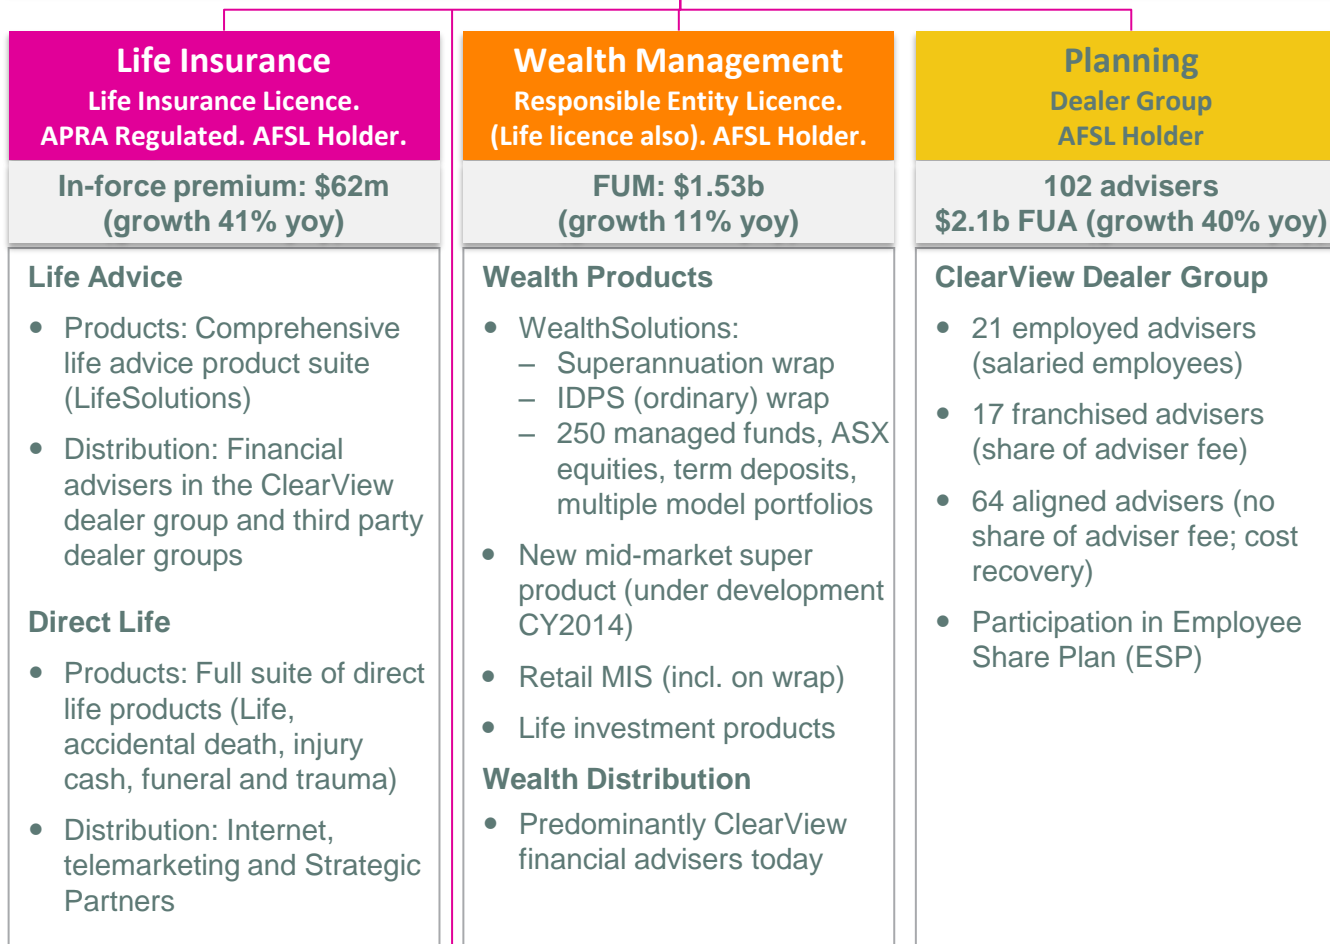 Life Insurance
Life Insurance Licence.
APRA Regulated. AFSL Holder.
In-force premium: $62m
(growth 41% yoy)
Life Advice
• Products: Comprehensive
life advice product suite
(LifeSolutions)
• Distribution: Financial
advisers in the ClearView
dealer group and third party
dealer groups
Direct Life
• Products: Full suite of direct
life products (Life,
accidental death, injury
cash, funeral and trauma)
• Distribution: Internet,
telemarketing and Strategic
Partners
Wealth Management
Responsible Entity Licence.
(Life licence also). AFSL Holder.
FUM: $1.53b
(growth 11% yoy)
Wealth Products
• WealthSolutions:
– Superannuation wrap
– IDPS (ordinary) wrap
– 250 managed funds, ASX
equities, term deposits,
multiple model portfolios
• New mid-market super
product (under development
CY2014)
• Retail MIS (incl. on wrap)
• Life investment products
Wealth Distribution
• Predominantly ClearView
financial advisers today
Planning
Dealer Group
AFSL Holder
102 advisers
$2.1b FUA (growth 40% yoy)
ClearView Dealer Group
• 21 employed advisers
(salaried employees)
• 17 franchised advisers
(share of adviser fee)
• 64 aligned advisers (no
share of adviser fee; cost
recovery)
• Participation in Employee
Share Plan (ESP)